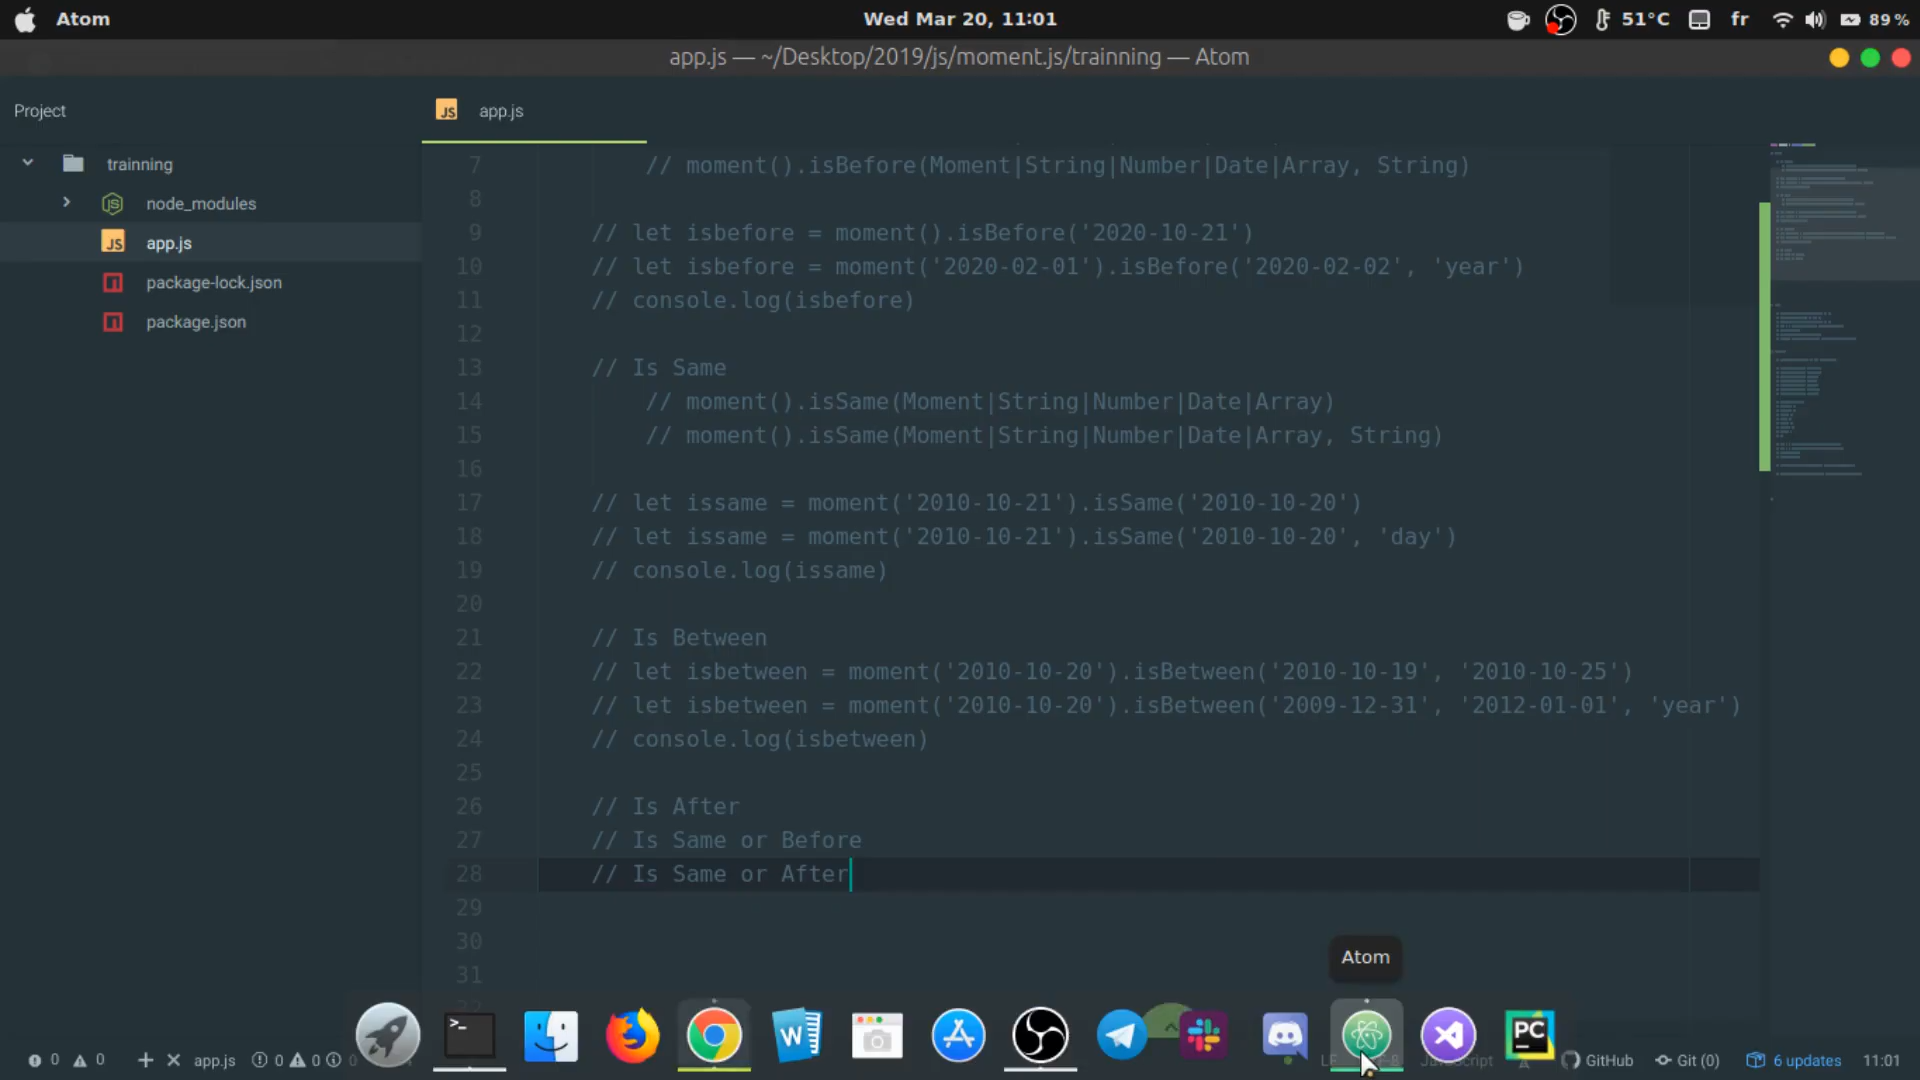 Atom
Wed Mar 20, 11:01
51°C
fr
89 %
app.js — ~/Desktop/2019/js/moment.js/trainning — Atom
Project
app.js
trainning
node_modules
app.js
package-lock.json
package.json
7 // moment().isBefore(Moment|String|Number|Date|Array, String)
8
9 // let isbefore = moment().isBefore('2020-10-21')
10 // let isbefore = moment('2020-02-01').isBefore('2020-02-02', 'year')
11 // console.log(isbefore)
12
13 // Is Same
14 // moment().isSame(Moment|String|Number|Date|Array)
15 // moment().isSame(Moment|String|Number|Date|Array, String)
16
17 // let issame = moment('2010-10-21').isSame('2010-10-20')
18 // let issame = moment('2010-10-21').isSame('2010-10-20', 'day')
19 // console.log(issame)
20
21 // Is Between
22 // let isbetween = moment('2010-10-20').isBetween('2010-10-19', '2010-10-25')
23 // let isbetween = moment('2010-10-20').isBetween('2009-12-31', '2012-01-01', 'year')
24 // console.log(isbetween)
25
26 // Is After
27 // Is Same or Before
28 // Is Same or After
29
30
31
Atom
PC
0 0 app.js 0 0 0
JavaScript GitHub Git (0) 6 updates 11:01